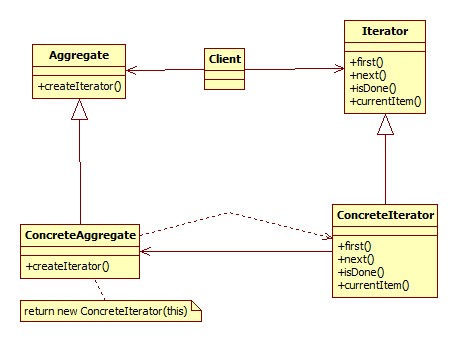 Aggregate
+createIterator()
Client
Iterator
+first()
+next()
+isDone()
+currentItem()
ConcreteAggregate
+createIterator()
ConcreteIterator
+first()
+next()
+isDone()
+currentItem()
return new ConcreteIterator(this)